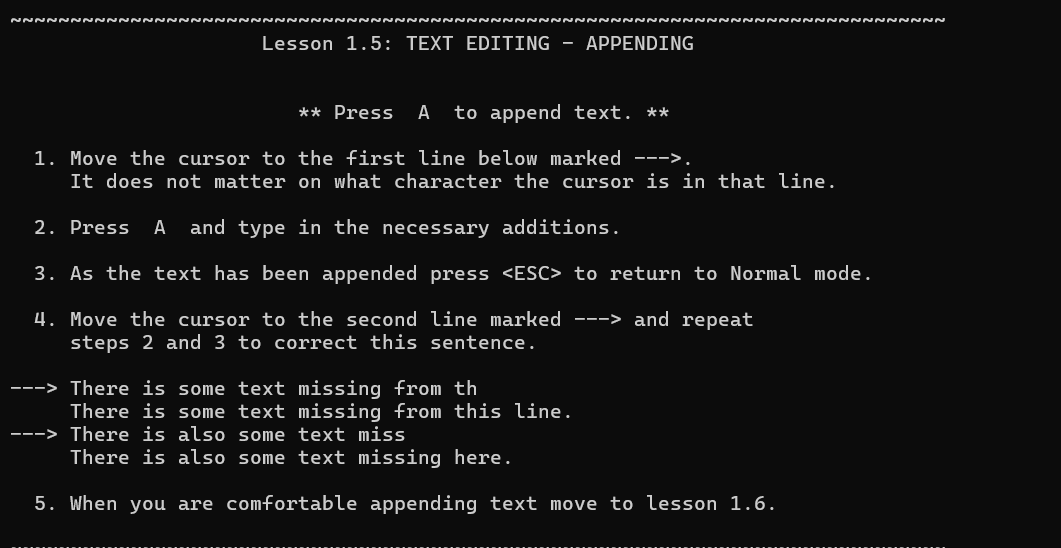 ~~~~~~~~~~~~~~~~~~~~~~~~~~~~~~~~~~~~~~~~~~~~~~~~~~~~~~~~~~~~~~~~~~~~~~~~~~~~~~
Lesson 1.5: TEXT EDITING - APPENDING
** Press  A  to append text. **
1. Move the cursor to the first line below marked --->.
It does not matter on what character the cursor is in that line.
2. Press  A  and type in the necessary additions.
3. As the text has been appended press <ESC> to return to Normal mode.
4. Move the cursor to the second line marked ---> and repeat
steps 2 and 3 to correct this sentence.
---> There is some text missing from th
There is some text missing from this line.
---> There is also some text miss
There is also some text missing here.
5. When you are comfortable appending text move to lesson 1.6.
~~~~~~~~~~~~~~~~~~~~~~~~~~~~~~~~~~~~~~~~~~~~~~~~~~~~~~~~~~~~~~~~~~~~~~~~~~~~~~